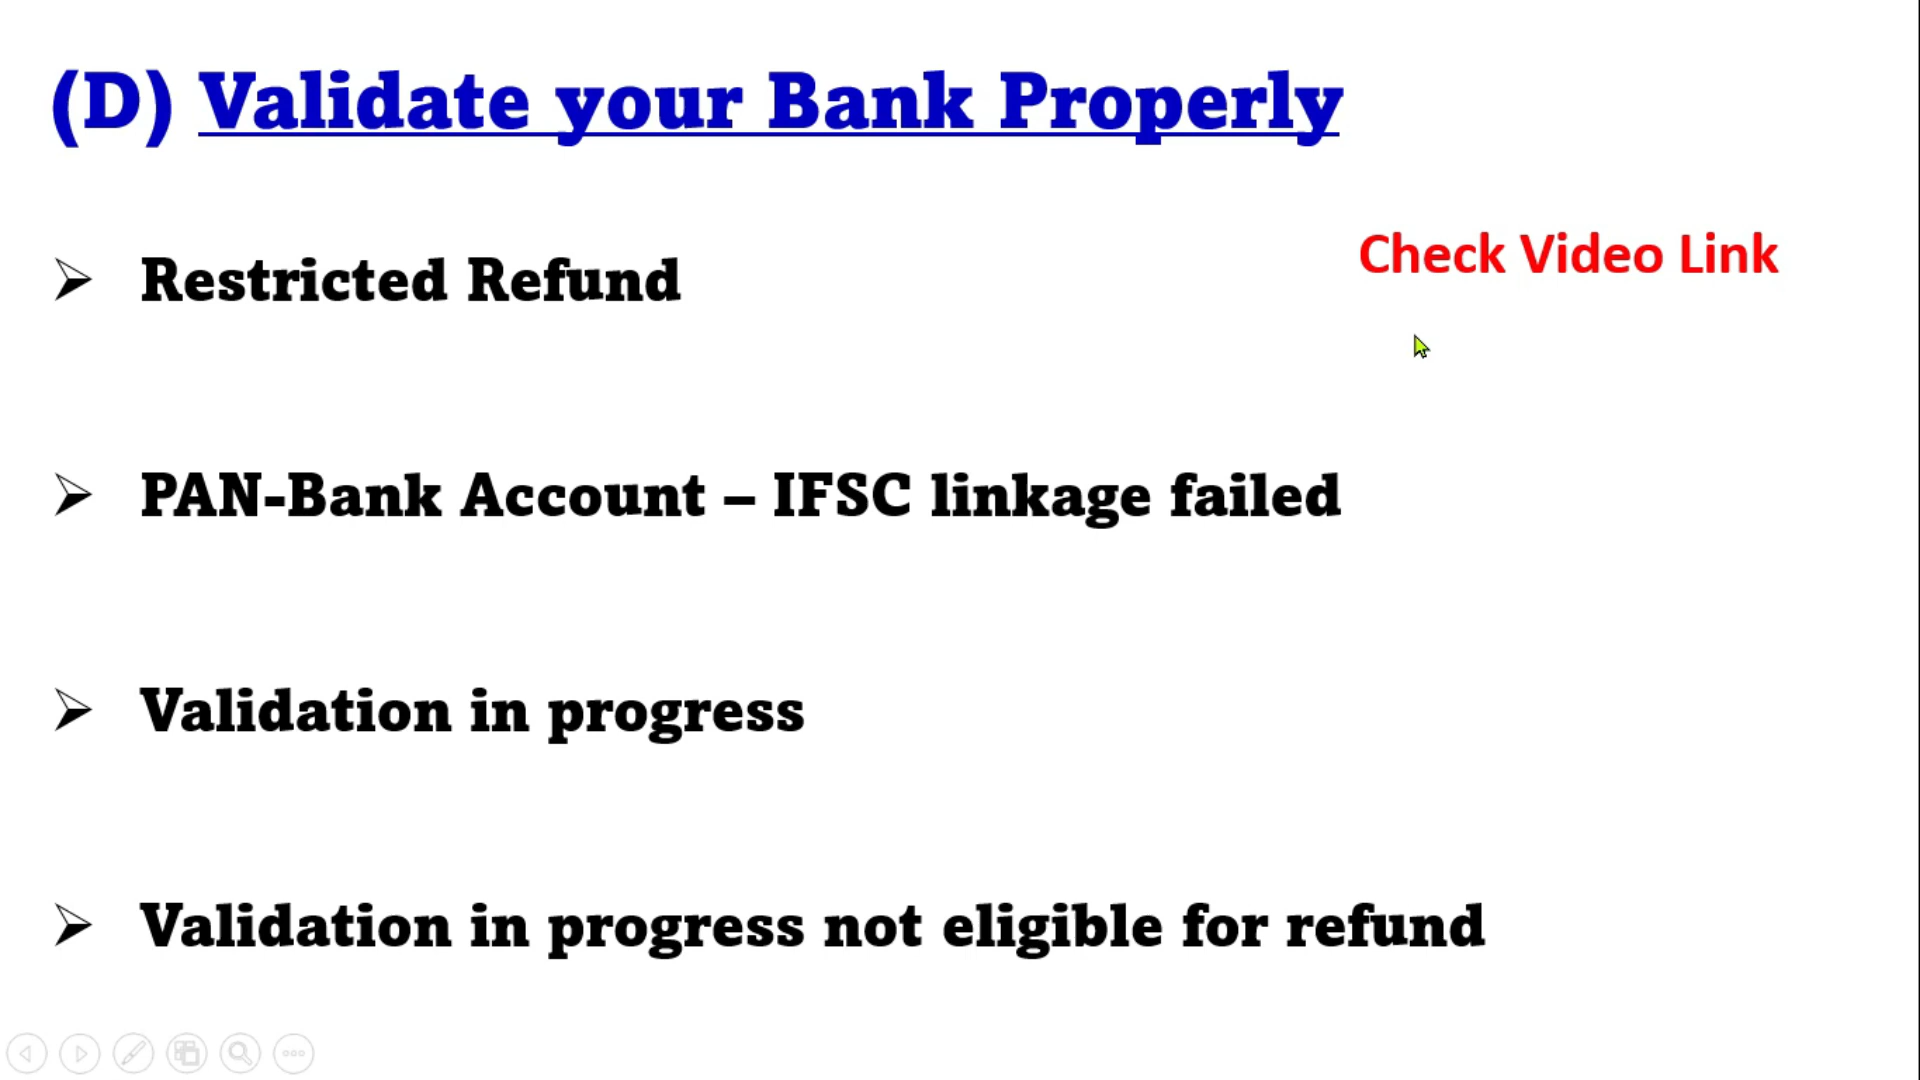 (D) Validate your Bank Properly
Check Video Link
➢ Restricted Refund
➢ PAN-Bank Account – IFSC linkage failed
➢ Validation in progress
➢ Validation in progress not eligible for refund